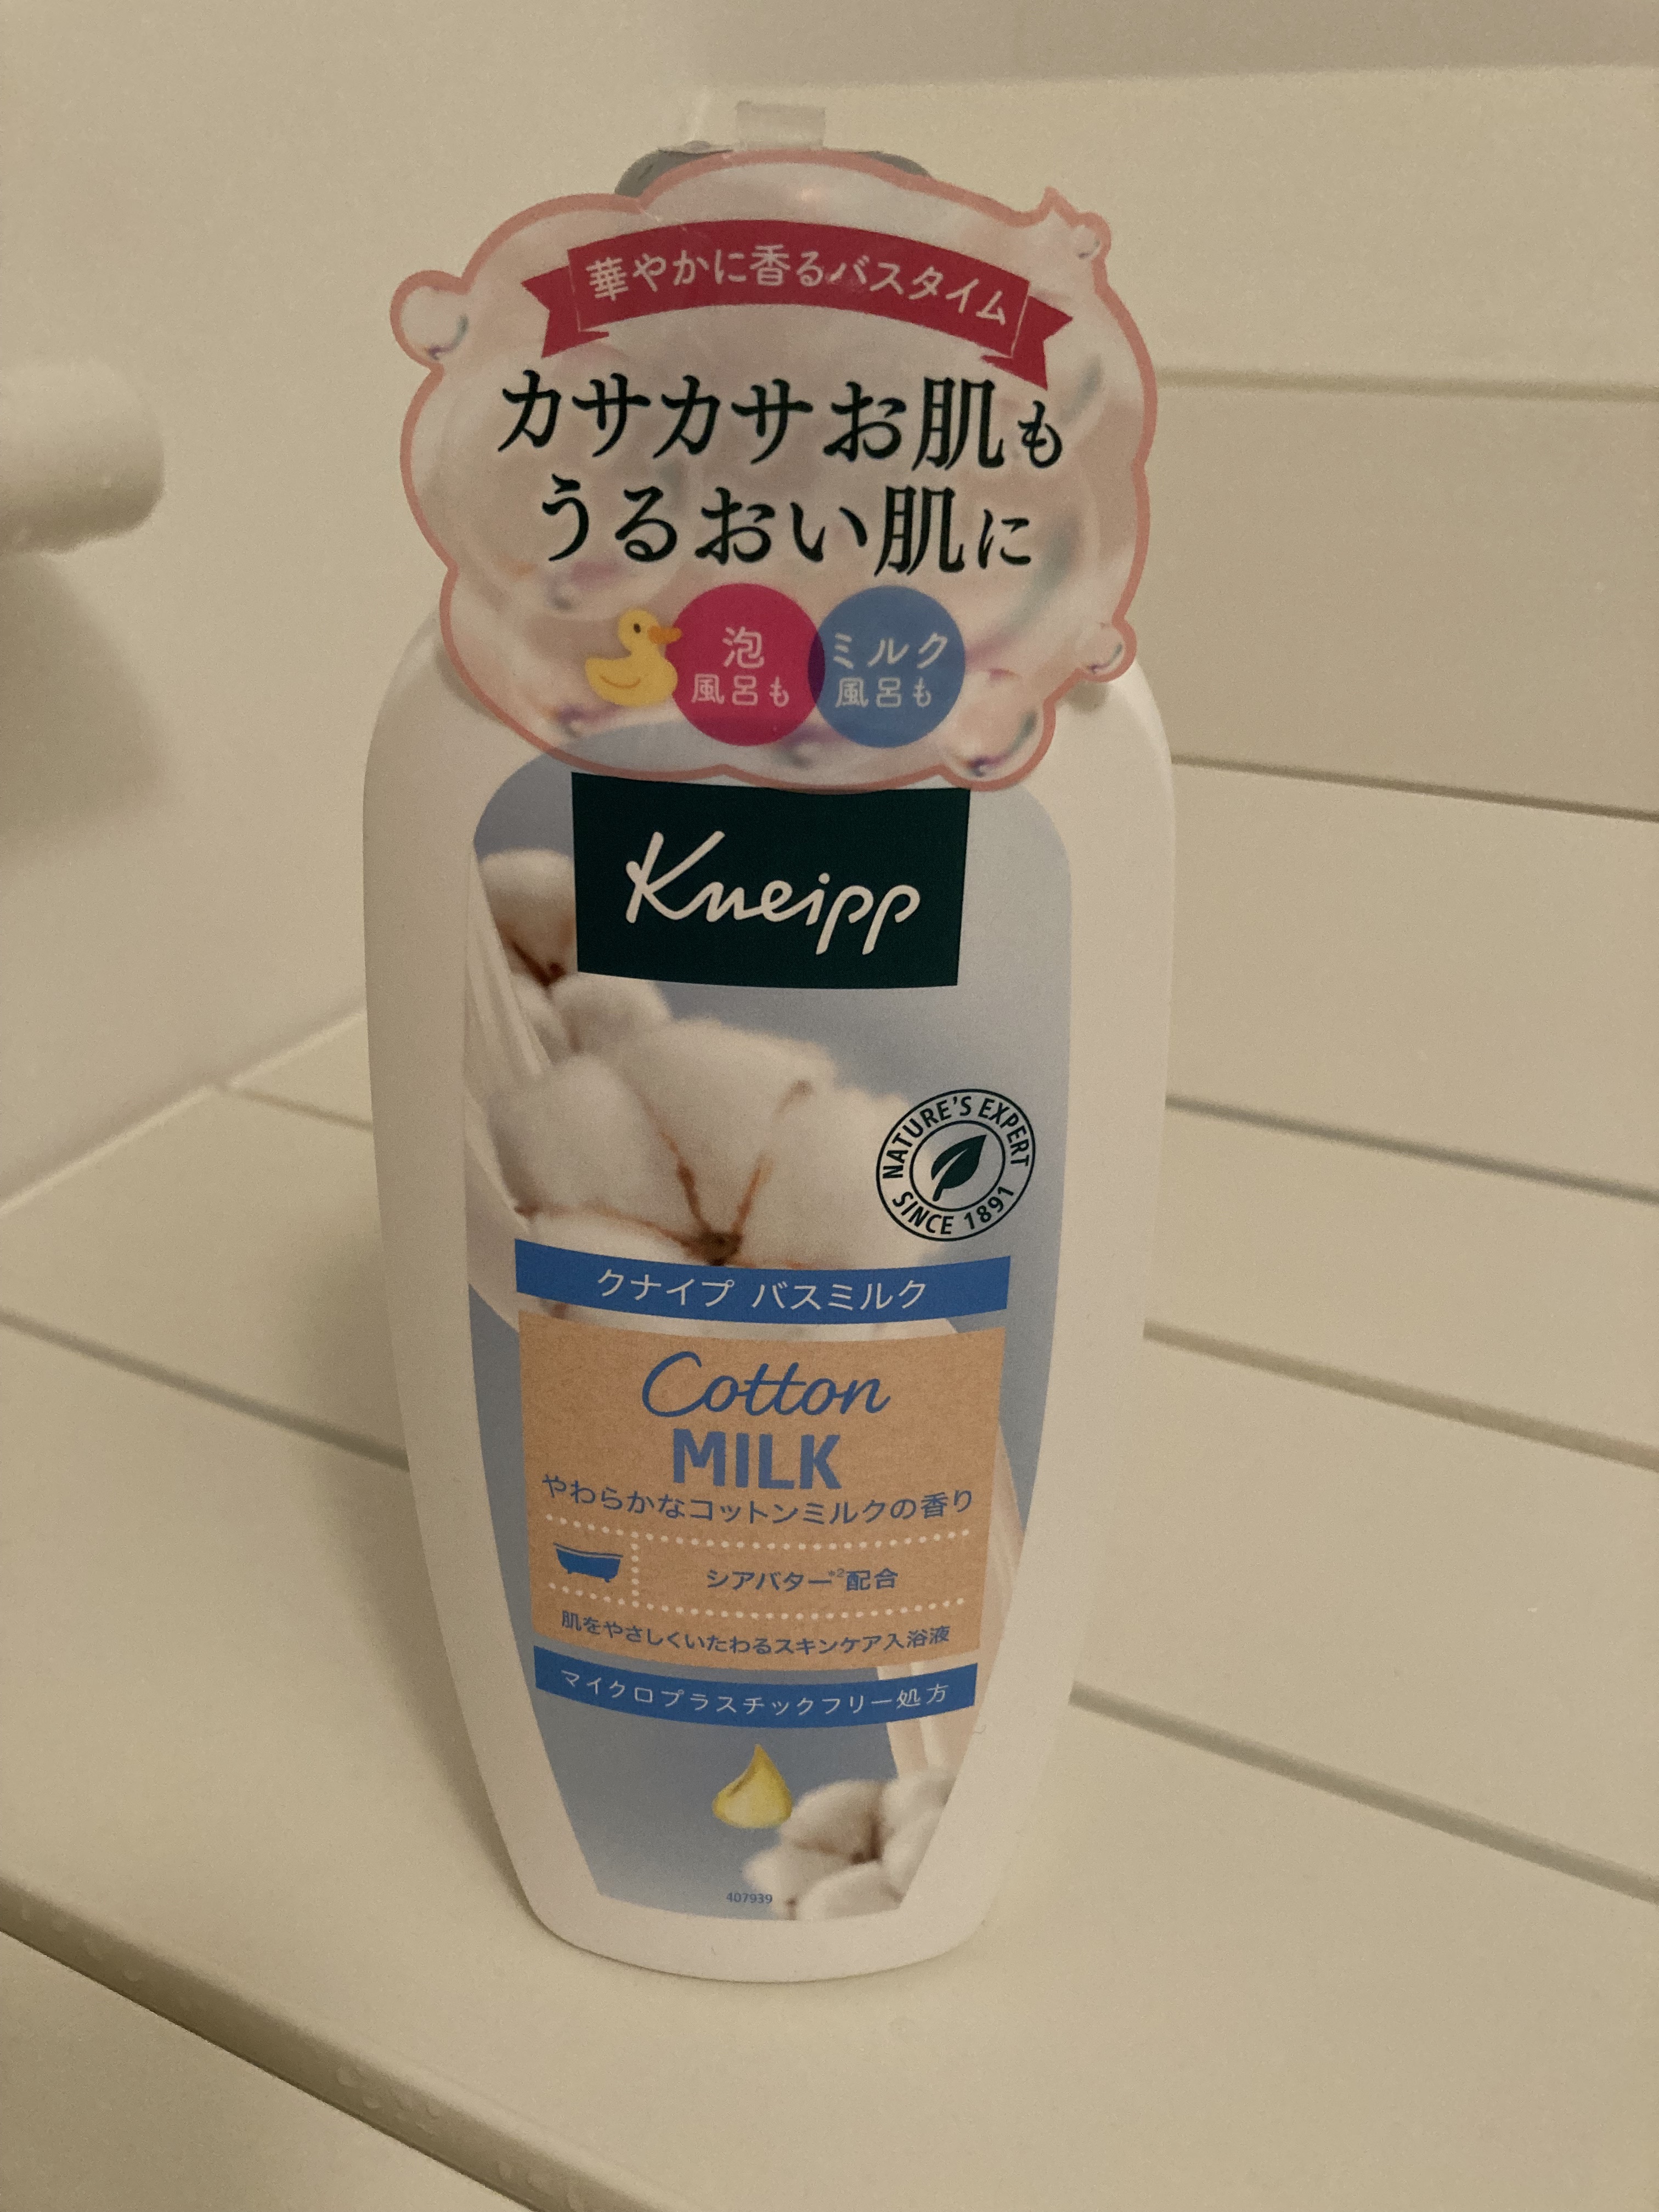 華やかに香るバスタイム
カサカサお肌も
うるおい肌に
泡
風呂も
ミルク
風呂も
Kneipp
NATURE'S EXPERT
SINCE 1891
クナイプ バスミルク
Cotton
MILK
やわらかなコットンミルクの香り
シアバター*2配合
肌をやさしくいたわるスキンケア入浴液
マイクロプラスチックフリー処方
407939